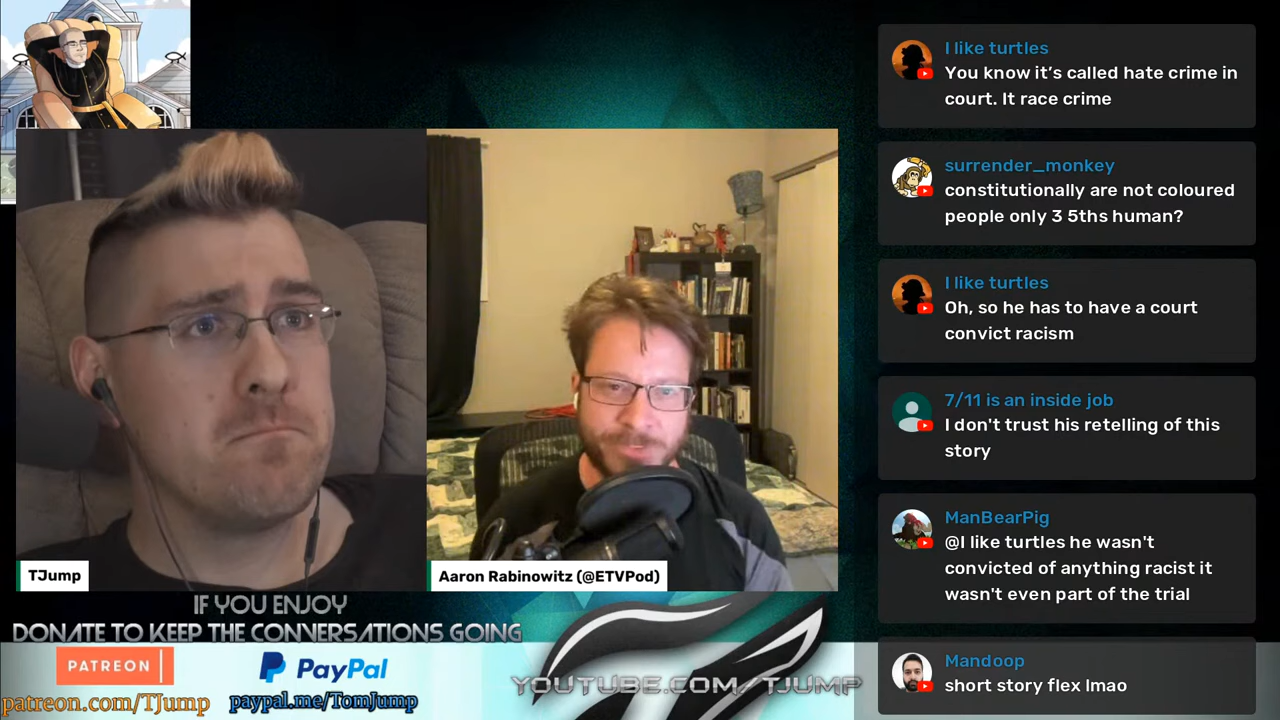 I like turtles
You know it’s called hate crime in
court. It race crime
surrender_monkey
constitutionally are not coloured
people only 3 5ths human?
I like turtles
Oh, so he has to have a court
convict racism
7/11 is an inside job
I don't trust his retelling of this
story
ManBearPig
@I like turtles he wasn't
convicted of anything racist it
wasn't even part of the trial
Mandoop
short story flex lmao
TJump
Aaron Rabinowitz (@ETVPod)
IF YOU ENJOY
DONATE TO KEEP THE CONVERSATIONS GOING
PATREON
PayPal
patreon.com/TJump
paypal.me/TomJump
YOUTUBE.COM/TJUMP